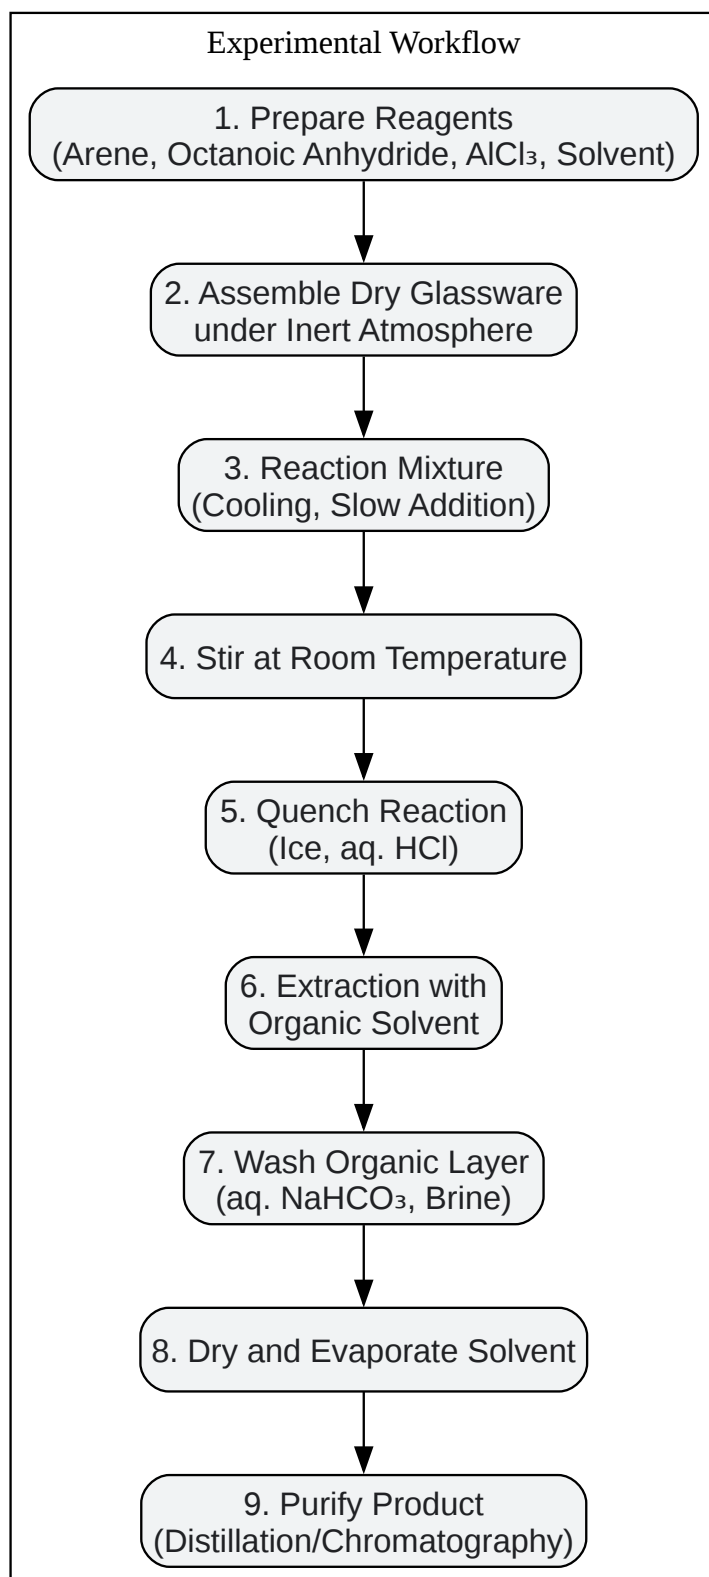 Experimental Workflow
1. Prepare Reagents
(Arene, Octanoic Anhydride, AlCl₃, Solvent)
2. Assemble Dry Glassware
under Inert Atmosphere
3. Reaction Mixture
(Cooling, Slow Addition)
4. Stir at Room Temperature
5. Quench Reaction
(Ice, aq. HCl)
6. Extraction with
Organic Solvent
7. Wash Organic Layer
(aq. NaHCO₃, Brine)
8. Dry and Evaporate Solvent
9. Purify Product
(Distillation/Chromatography)